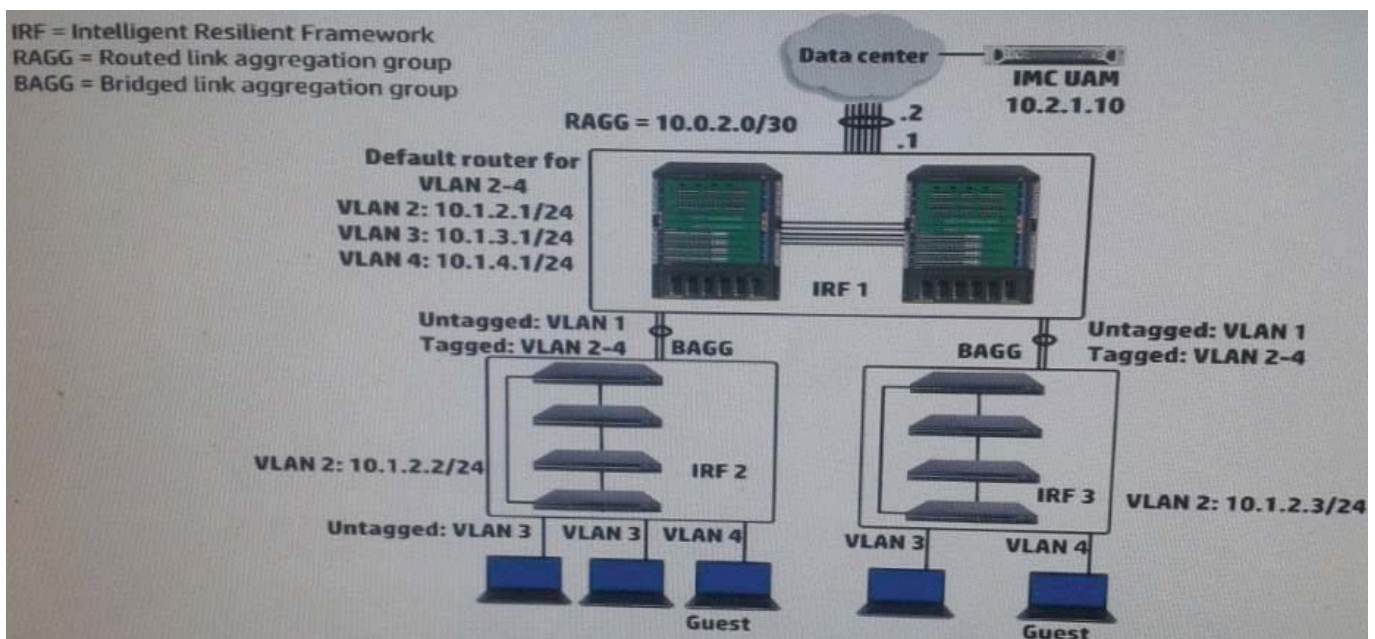 IRF = Intelligent Resilient Framework
RAGG = Routed link aggregation group
BAGG = Bridged link aggregation group
Data center
IMC UAM
10.2.1.10
RAGG = 10.0.2.0/30
.2
.1
Default router for
VLAN 2-4
VLAN 2: 10.1.2.1/24
VLAN 3: 10.1.3.1/24
VLAN 4: 10.1.4.1/24
IRF 1
Untagged: VLAN 1
Tagged: VLAN 2-4
BAGG
BAGG
Untagged: VLAN 1
Tagged: VLAN 2-4
VLAN 2: 10.1.2.2/24
IRF 2
IRF 3
VLAN 2: 10.1.2.3/24
Untagged: VLAN 3
VLAN 3
VLAN 4
VLAN 3
VLAN 4
Guest
Guest